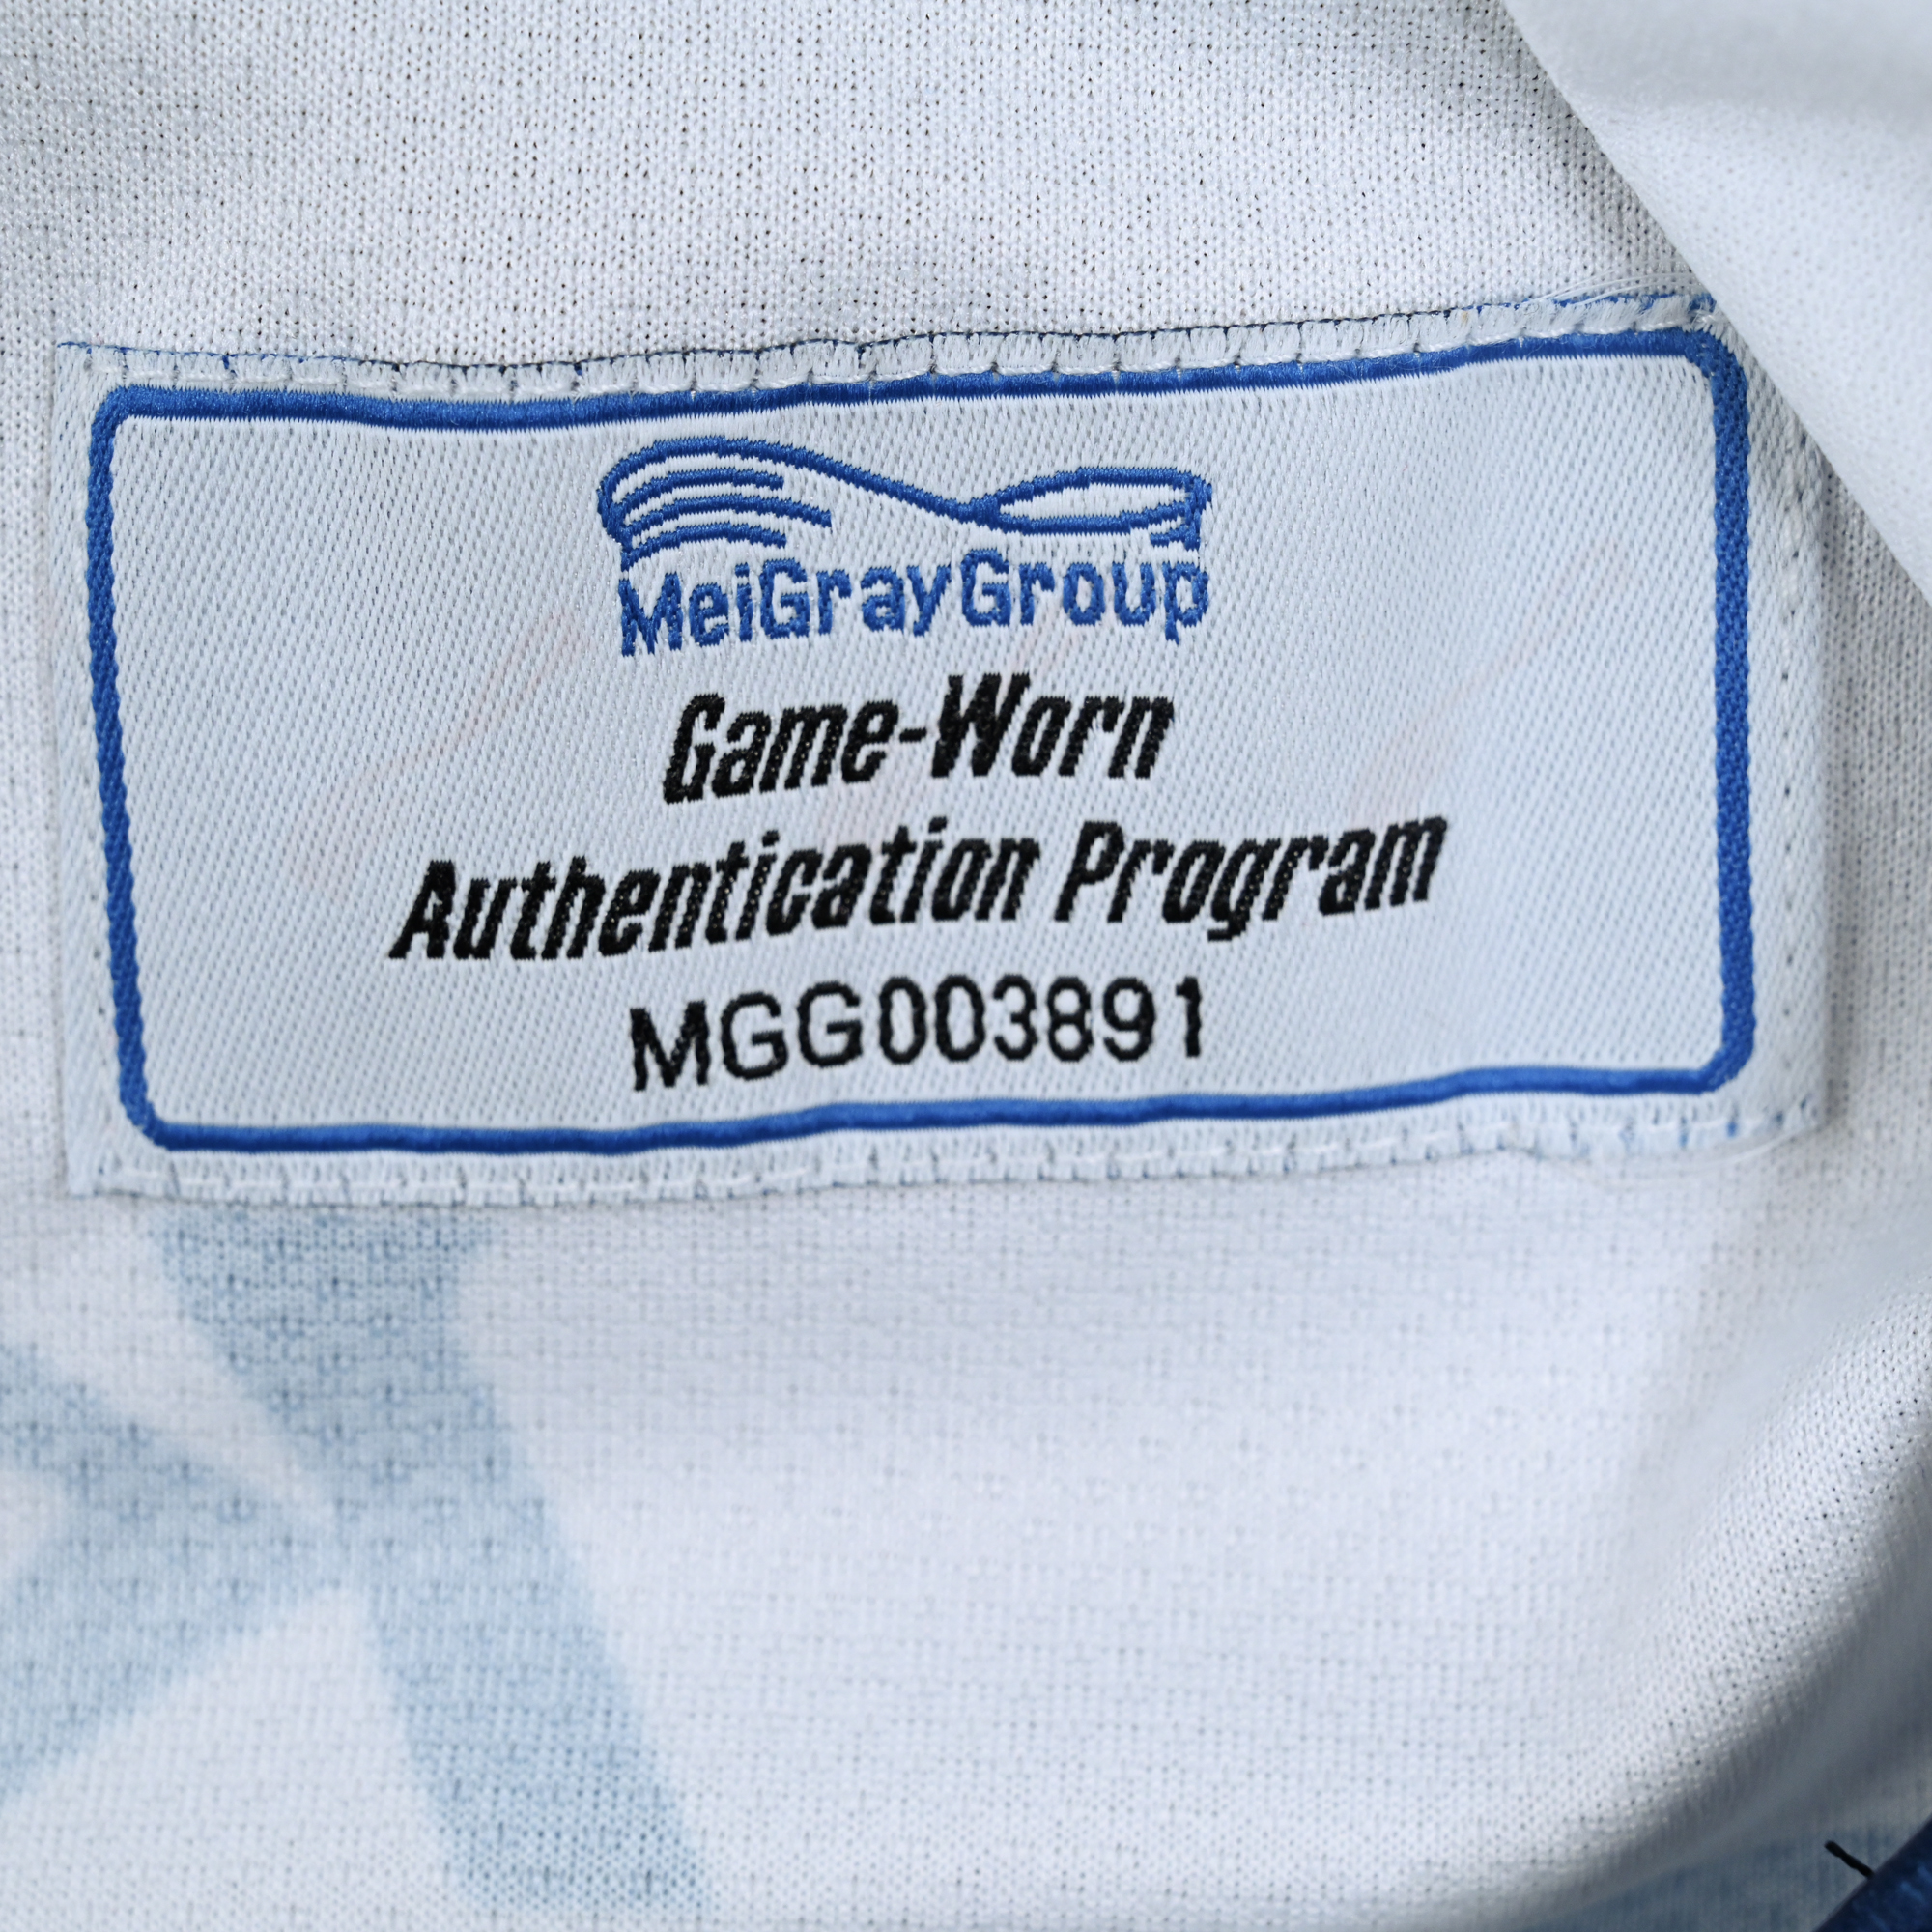 MeiGrayGroup
Game-Worn
Authentication Program
MGG003891